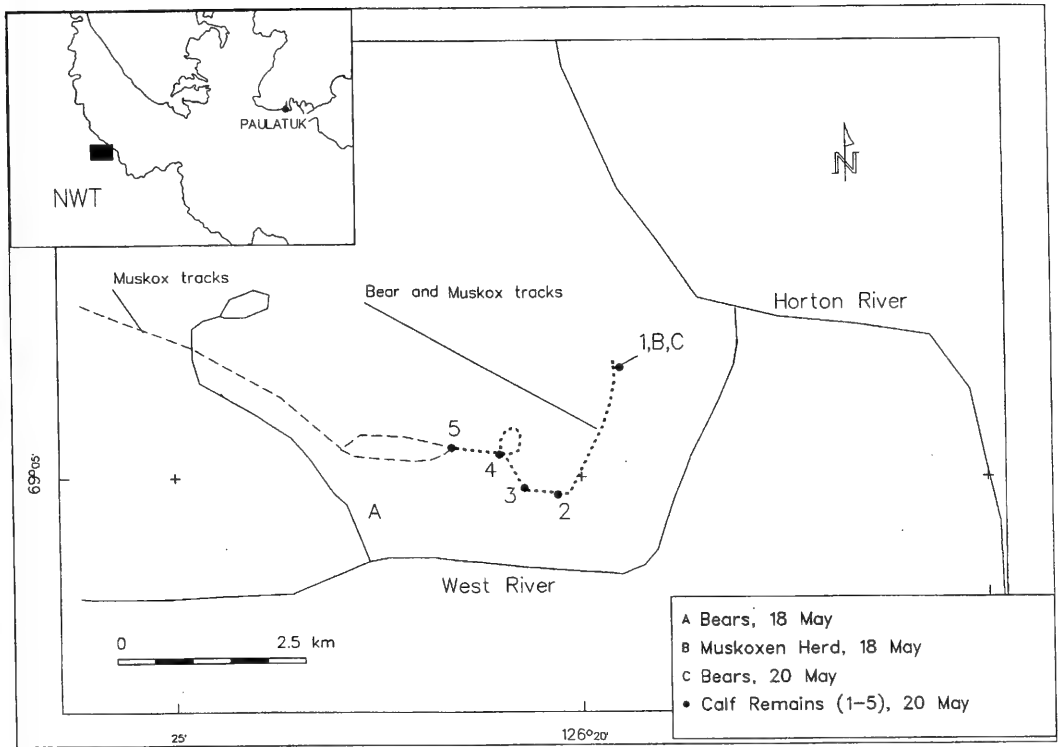 PAULATUK
NWT
N
Muskox tracks
Bear and Muskox tracks
Horton River
1,B,C
5
4
3
2
A
69°05'
West River
0 2.5 km
A Bears, 18 May
B Muskoxen Herd, 18 May
C Bears, 20 May
• Calf Remains (1-5), 20 May
25'
126°20'